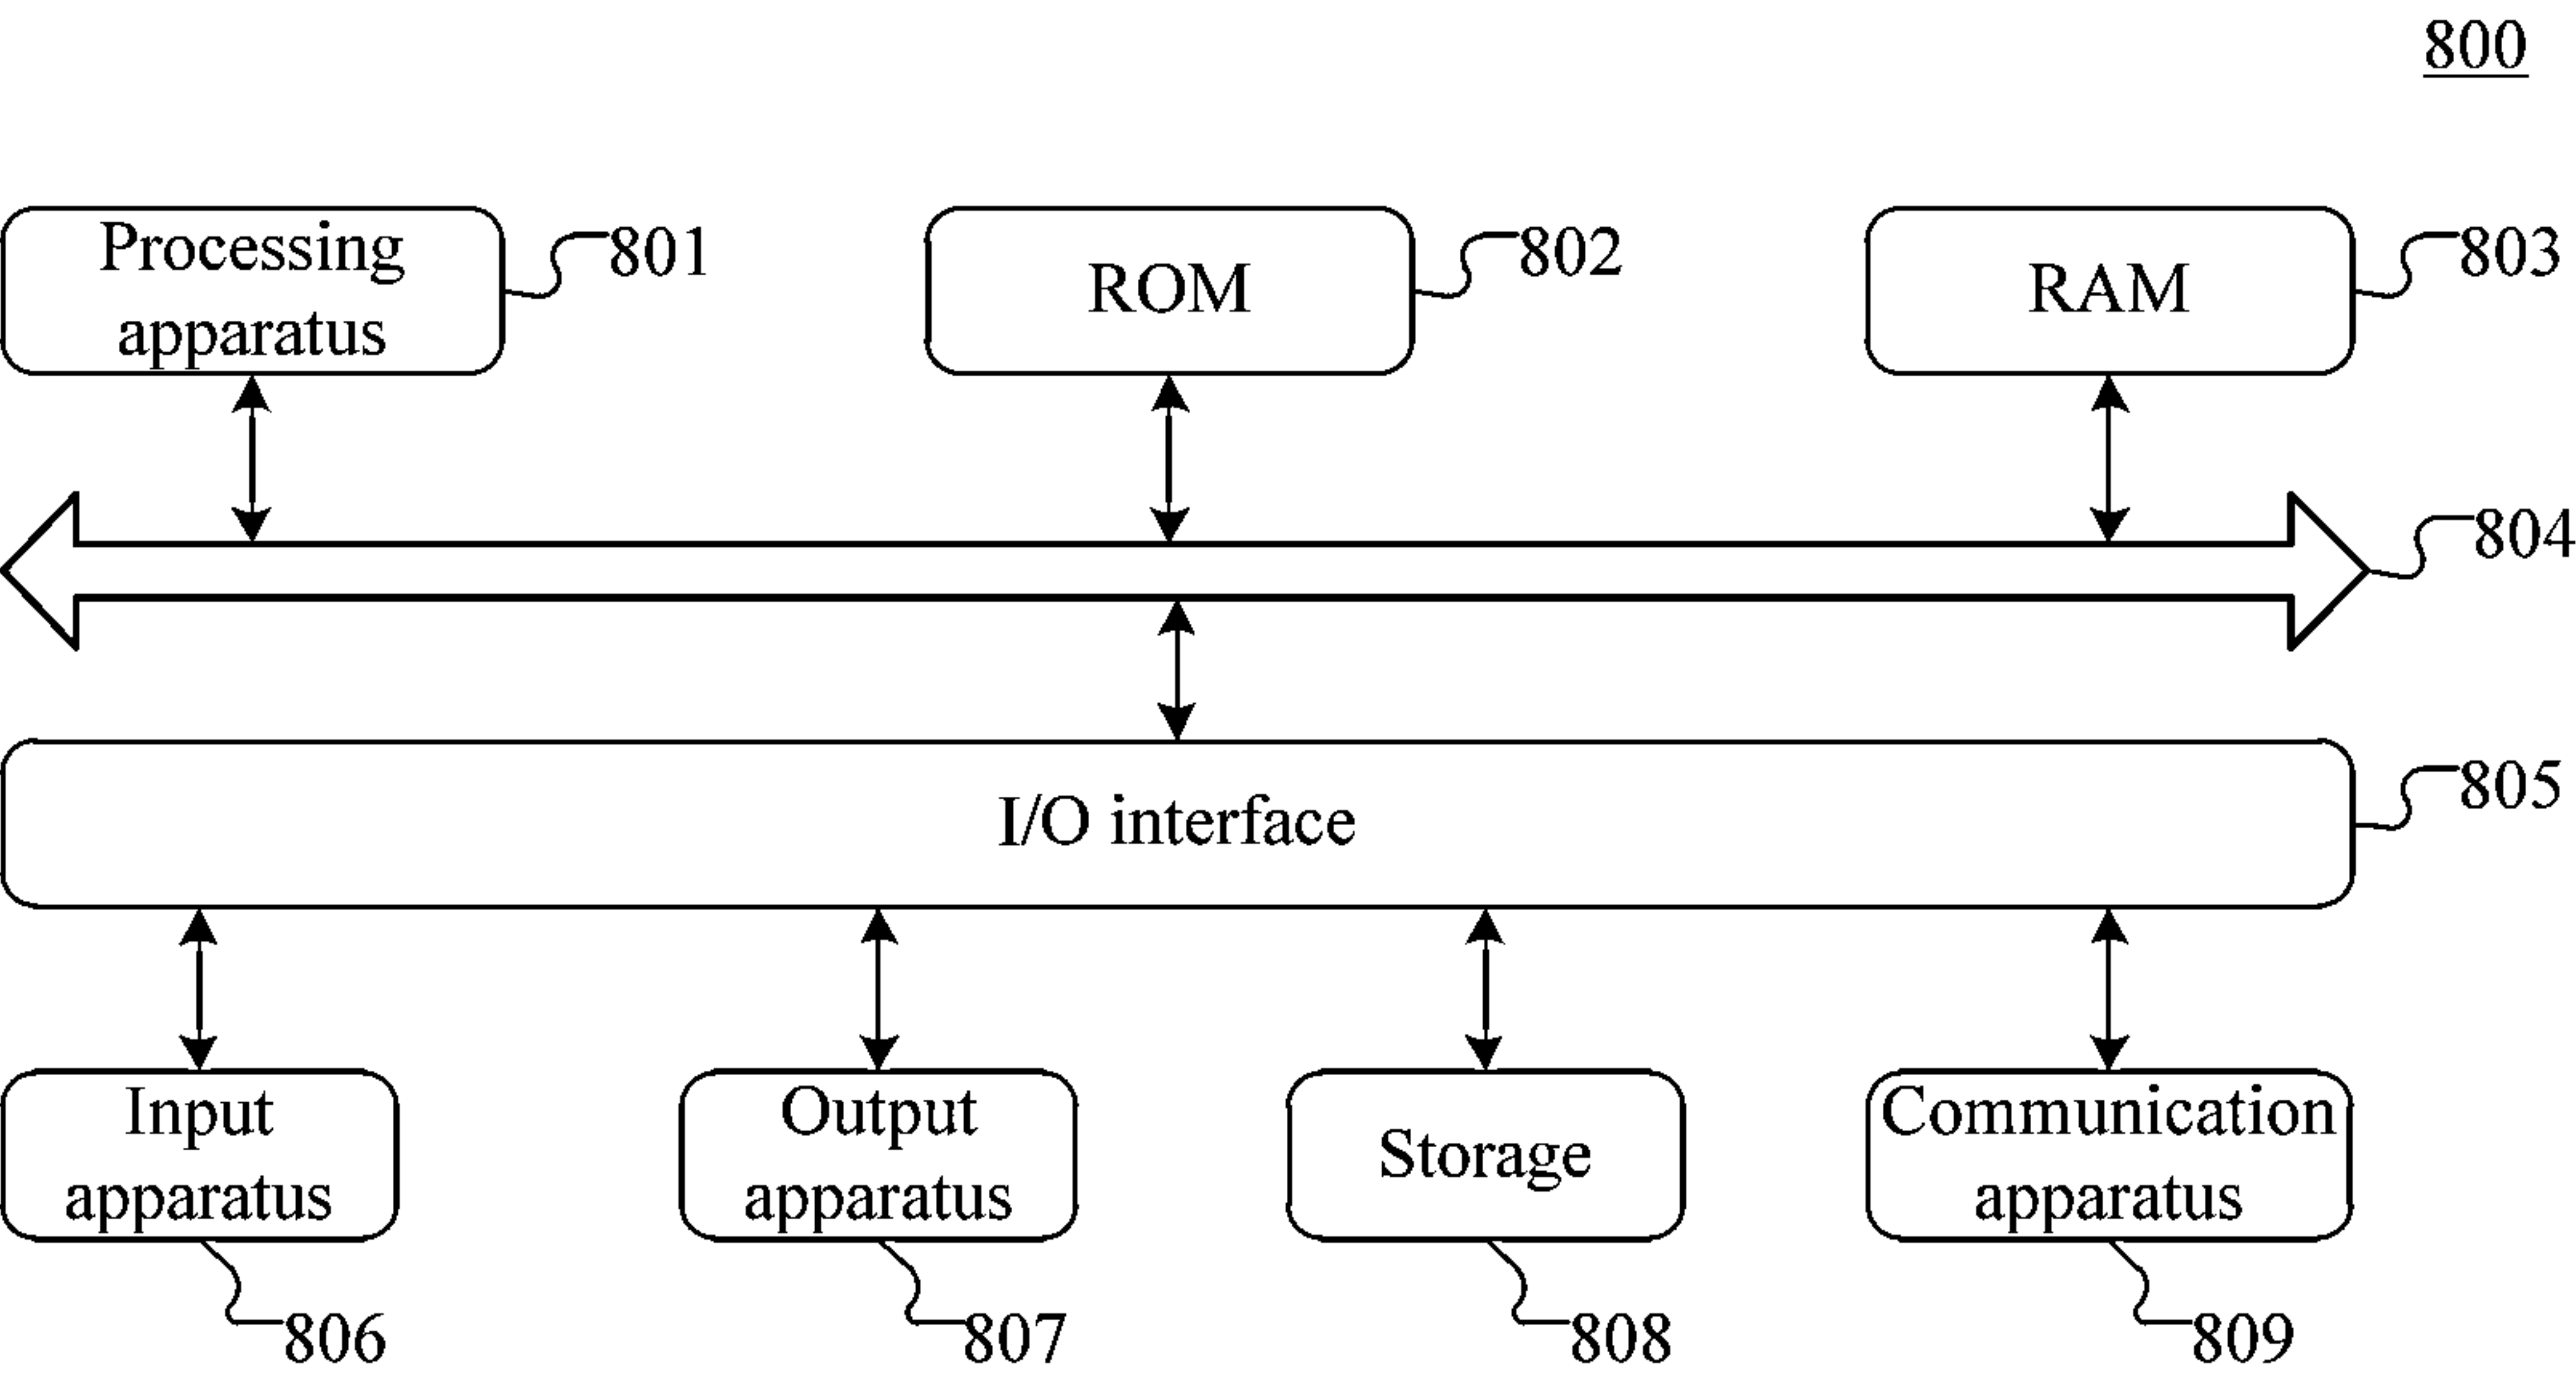 800
Processing
apparatus
801
ROM
802
RAM
803
804
I/O interface
805
Input
apparatus
806
Output
apparatus
807
Storage
808
Communication
apparatus
809